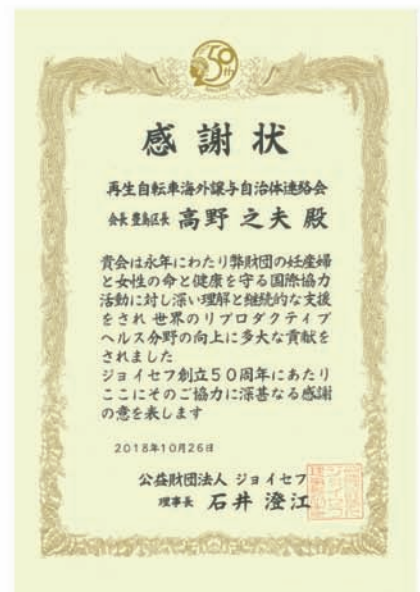 50th
感謝状
再生自転車海外譲与自治体連絡会
会長 豊島区長 高野 之夫 殿
貴会は永年にわたり弊財団の妊産婦
と女性の命と健康を守る国際協力
活動に対し深い理解と継続的な支援
をされ 世界のリプロダクティブ
ヘルス分野の向上に多大な貢献を
されました
ジョイセフ創立50周年にあたり
ここにそのご協力に深甚なる感謝
の意を表します
2018年10月26日
公益財団法人 ジョイセフ
理事長 石井 澄江